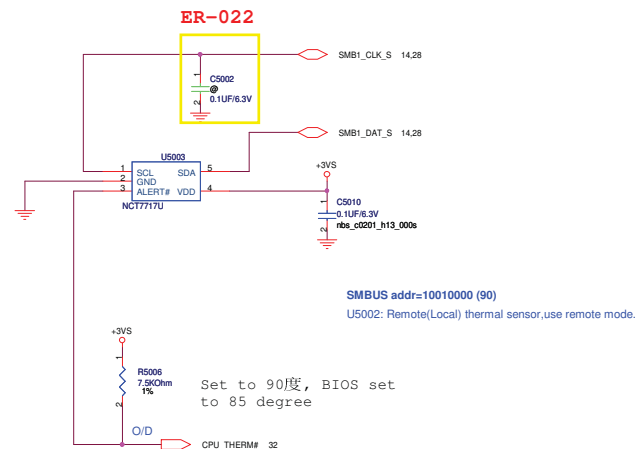 ER-022
1
C5002
@
2
0.1UF/6.3V
SMB1_CLK_S 14,28
SMB1_DAT_S 14,28
U5003
1 SCL SDA 5
2 GND
3 ALERT# VDD 4
NCT7717U
+3VS
1
C5010
0.1UF/6.3V
2
nbs_c0201_h13_000s
SMBUS addr=10010000 (90)
U5002: Remote(Local) thermal sensor,use remote mode.
+3VS
1
R5006
7.5KOhm
1%
2
Set to 90度, BIOS set
to 85 degree
O/D
CPU_THERM# 32